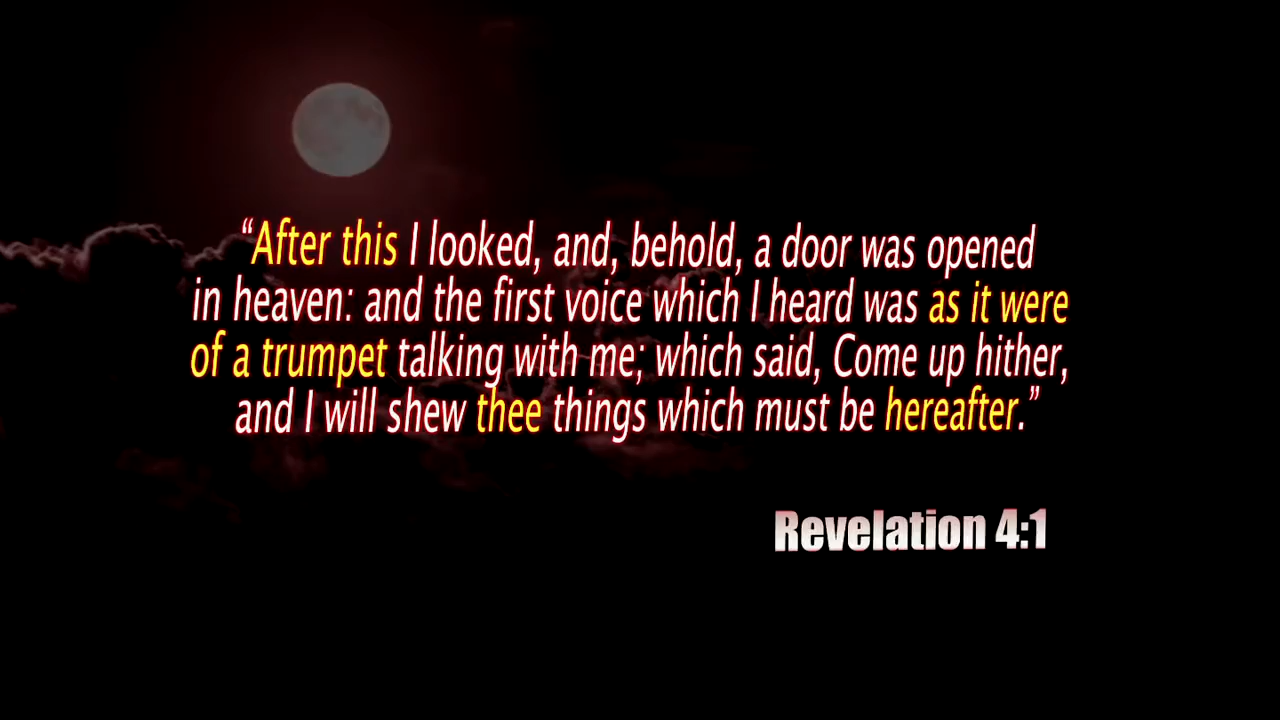 “After this I looked, and, behold, a door was opened
in heaven: and the first voice which I heard was as it were
of a trumpet talking with me; which said, Come up hither,
and I will shew thee things which must be hereafter.”
Revelation 4:1